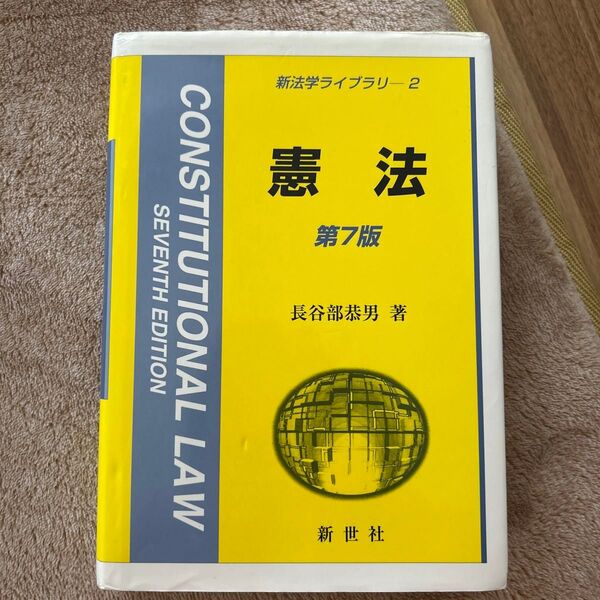 新法学ライブラリ―2
憲法
第7版
長谷部恭男 著
新世社
CONSTITUTIONAL LAW
SEVENTH EDITION